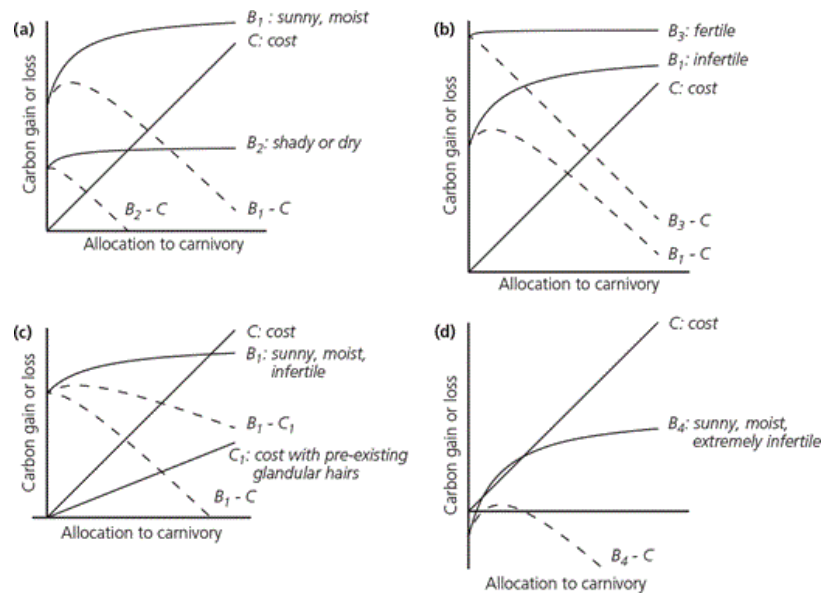 (a)
B1 : sunny, moist
C: cost
B2: shady or dry
B2 - C
B1 - C
Carbon gain or loss
Allocation to carnivory
(b)
B3: fertile
B1: infertile
C: cost
B3 - C
B1 - C
Carbon gain or loss
Allocation to carnivory
(c)
C: cost
B1: sunny, moist,
infertile
B1 - C1
C1: cost with pre-existing
glandular hairs
B1 - C
Carbon gain or loss
Allocation to carnivory
(d)
C: cost
B4: sunny, moist,
extremely infertile
B4 - C
Carbon gain or loss
Allocation to carnivory